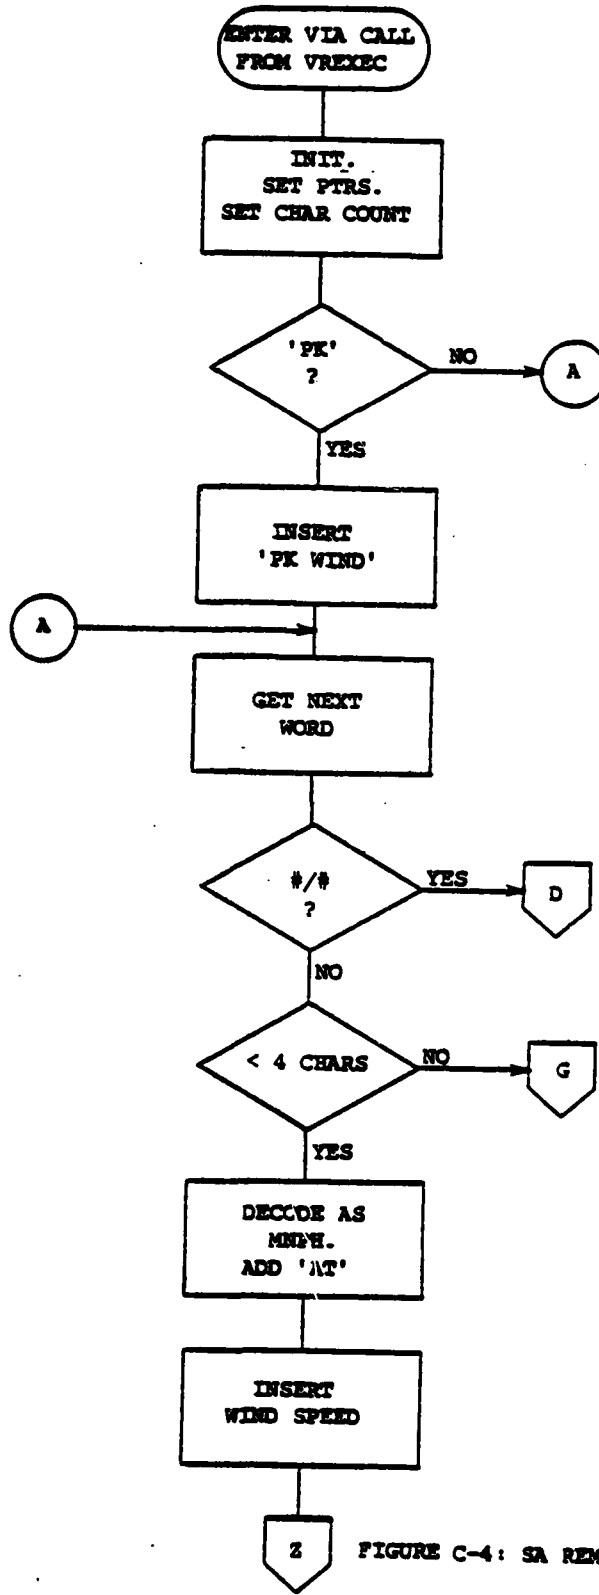 ENTER VIA CALL
FROM VREXEC
INIT.
SET PTRS.
SET CHAR COUNT
'PK'
?
NO
A
YES
INSERT
'PK WIND'
A
GET NEXT
WORD
#/#
?
YES
D
NO
< 4 CHARS
NO
G
YES
DECODE AS
ADD 'AT'
INSERT
WIND SPEED
Z
FIGURE C-4: SA REM